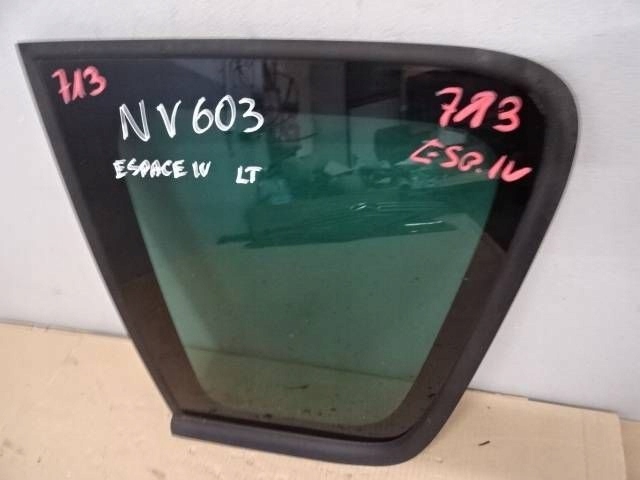 713
NV603
ESPACE IV LT
713
ESP.IV